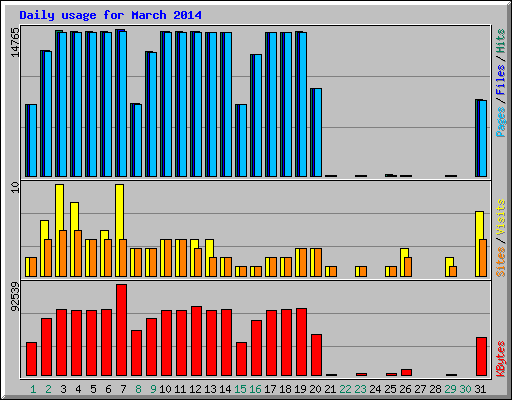 Daily usage for March 2014
14765
Pages / Files / Hits
10
Sites / Visits
92539
KBytes
1 2 3 4 5 6 7 8 9 10 11 12 13 14 15 16 17 18 19 20 21 22 23 24 25 26 27 28 29 30 31